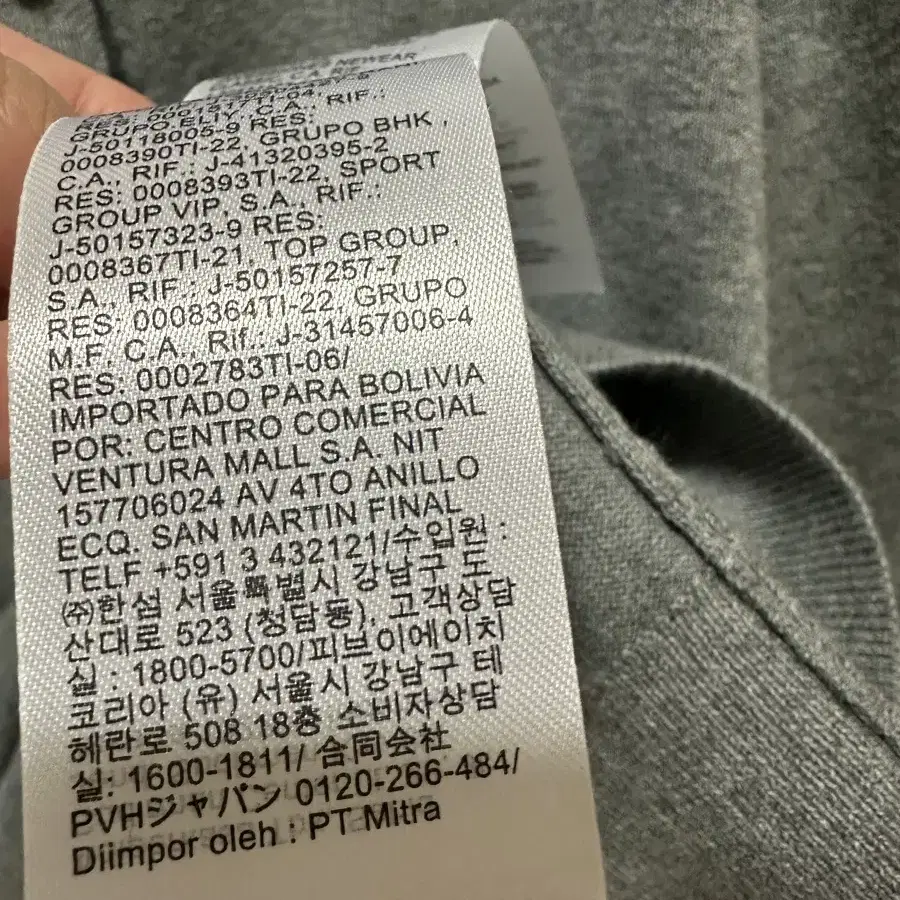 NEWEAR
RES: 0001317TI-04,
GRUPO ELIY, C.A., RIF.:
J-50118005-9 RES:
0008390TI-22, GRUPO BHK ,
C.A., RIF.: J-41320395-2
RES: 0008393TI-22, SPORT
GROUP VIP, S.A., RIF.:
J-50157323-9 RES:
0008367TI-21, TOP GROUP,
S.A., RIF.: J-50157257-7
RES: 0008364TI-22, GRUPO
M.F. C.A., Rif.: J-31457006-4
RES: 0002783TI-06/
IMPORTADO PARA BOLIVIA
POR: CENTRO COMERCIAL
VENTURA MALL S.A. NIT
157706024 AV 4TO ANILLO
ECQ. SAN MARTIN FINAL
TELF +591 3 432121/수입원 :
㈜한섬 서울특별시 강남구 도
산대로 523 (청담동), 고객상담
실 : 1800-5700/피브이에이치
코리아 (유) 서울시 강남구 테
헤란로 508 18층 소비자상담
실: 1600-1811/ 合同会社
PVHジャパン 0120-266-484/
Diimpor oleh : PT Mitra